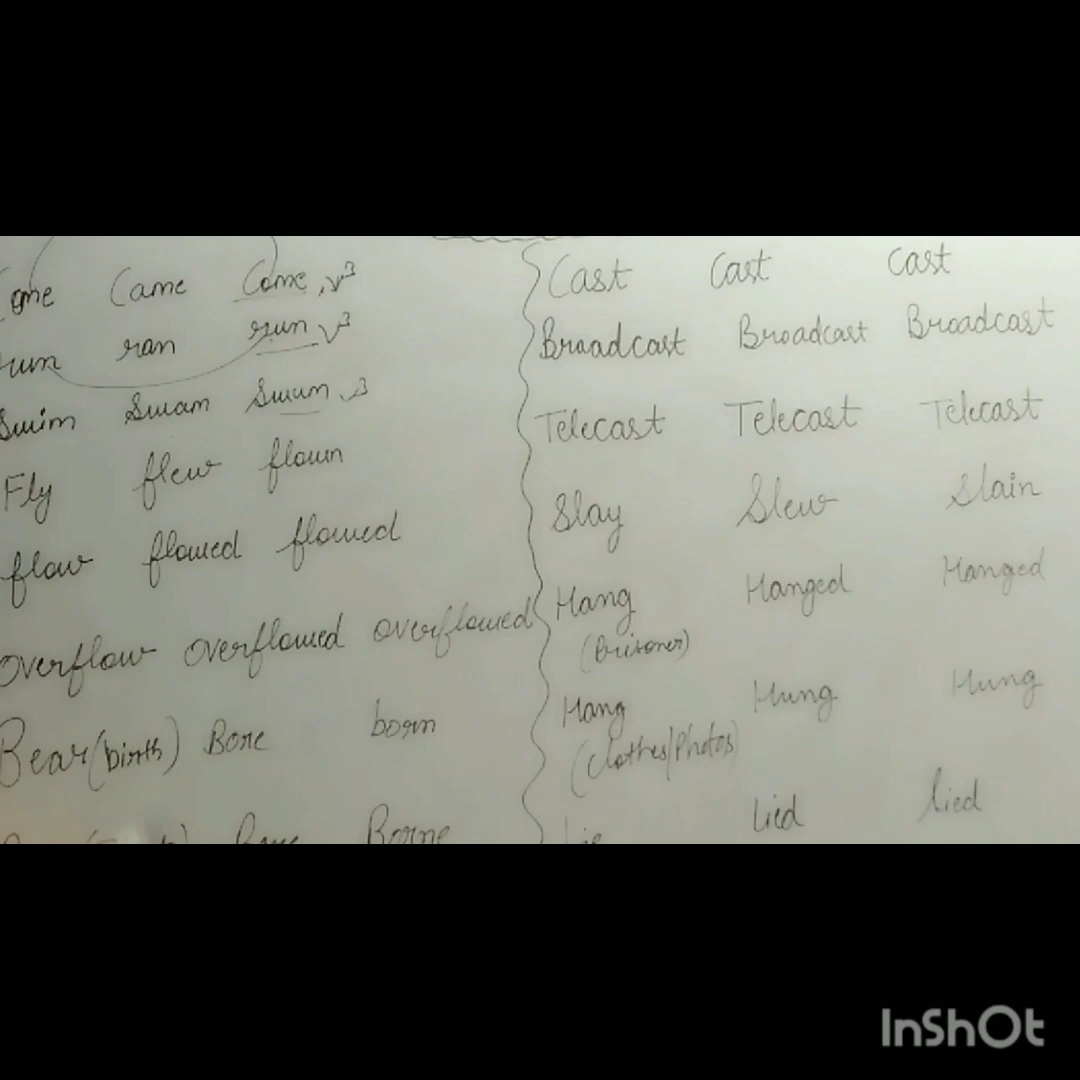 Come Came Come, v3
run ran run v3
Swim Swam Swum v3
Fly flew flown
flow flowed flowed
overflow overflowed overflowed
Bear (birth) Bore born
Bore Borne
Cast Cast Cast
Broadcast Broadcast Broadcast
Telecast Telecast Telecast
Slay Slew Slain
Hang Hanged Hanged
(Prisoner)
Hang Hung Hung
(Clothes/Photos)
Lie lied lied
InShOt